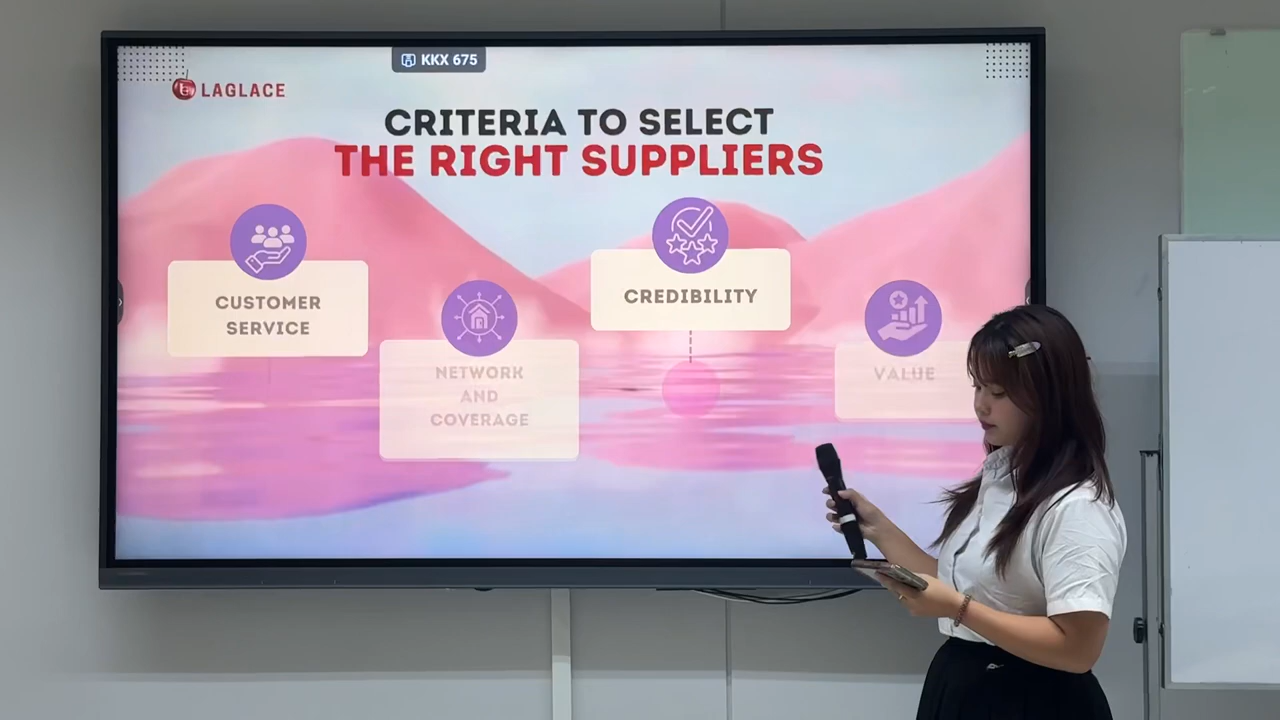 KKX 675
LAGLACE
CRITERIA TO SELECT
THE RIGHT SUPPLIERS
CUSTOMER
SERVICE
NETWORK
AND
COVERAGE
CREDIBILITY
VALUE